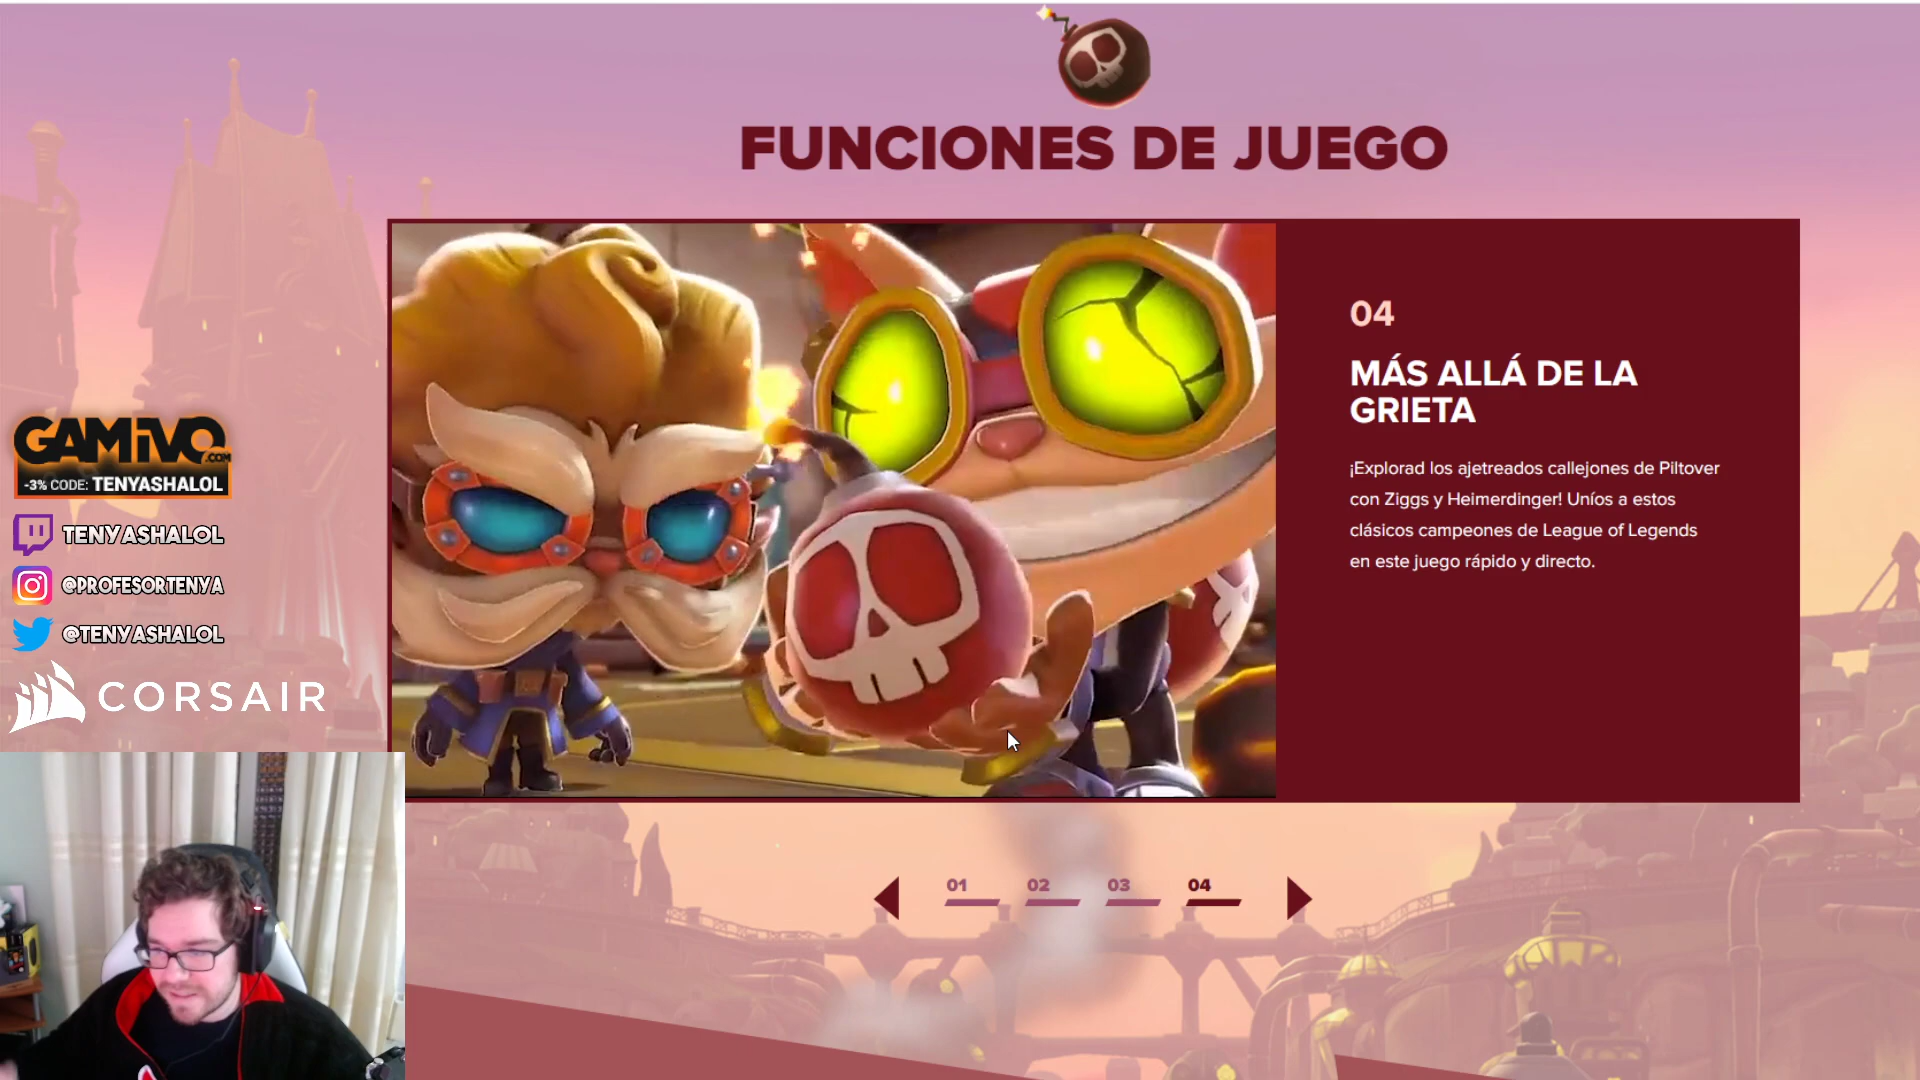 FUNCIONES DE JUEGO
04
MÁS ALLÁ DE LA
GRIETA
¡Explorad los ajetreados callejones de Piltover
con Ziggs y Heimerdinger! Uníos a estos
clásicos campeones de League of Legends
en este juego rápido y directo.
GAMIVO.COM
-3% CODE: TENYASHALOL
TENYASHALOL
@PROFESORTENYA
@TENYASHALOL
CORSAIR
01 02 03 04